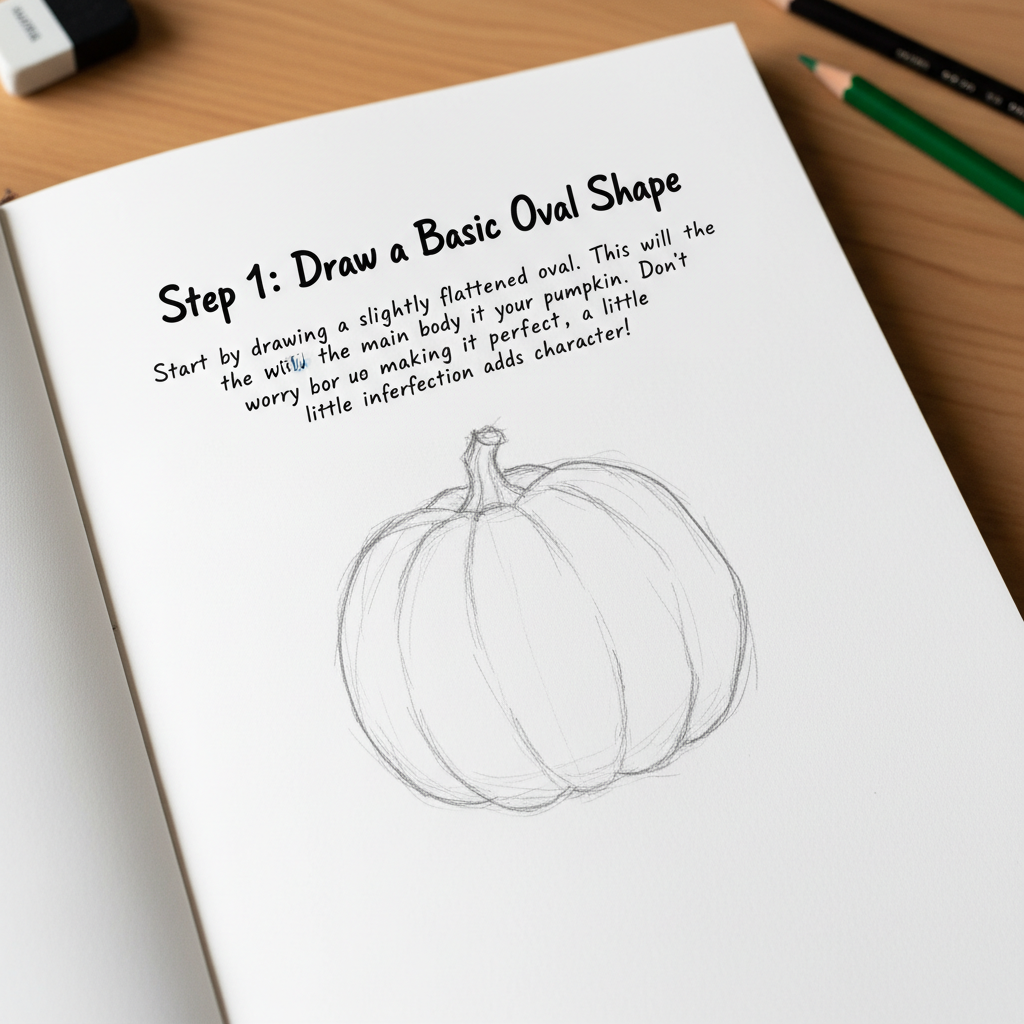 Step 1: Draw a Basic Oval Shape
Start by drawing a slightly flattened oval. This will the
the will the main body it your pumpkin. Don't
worry bor uo making it perfect, a little
little inferfection adds character!